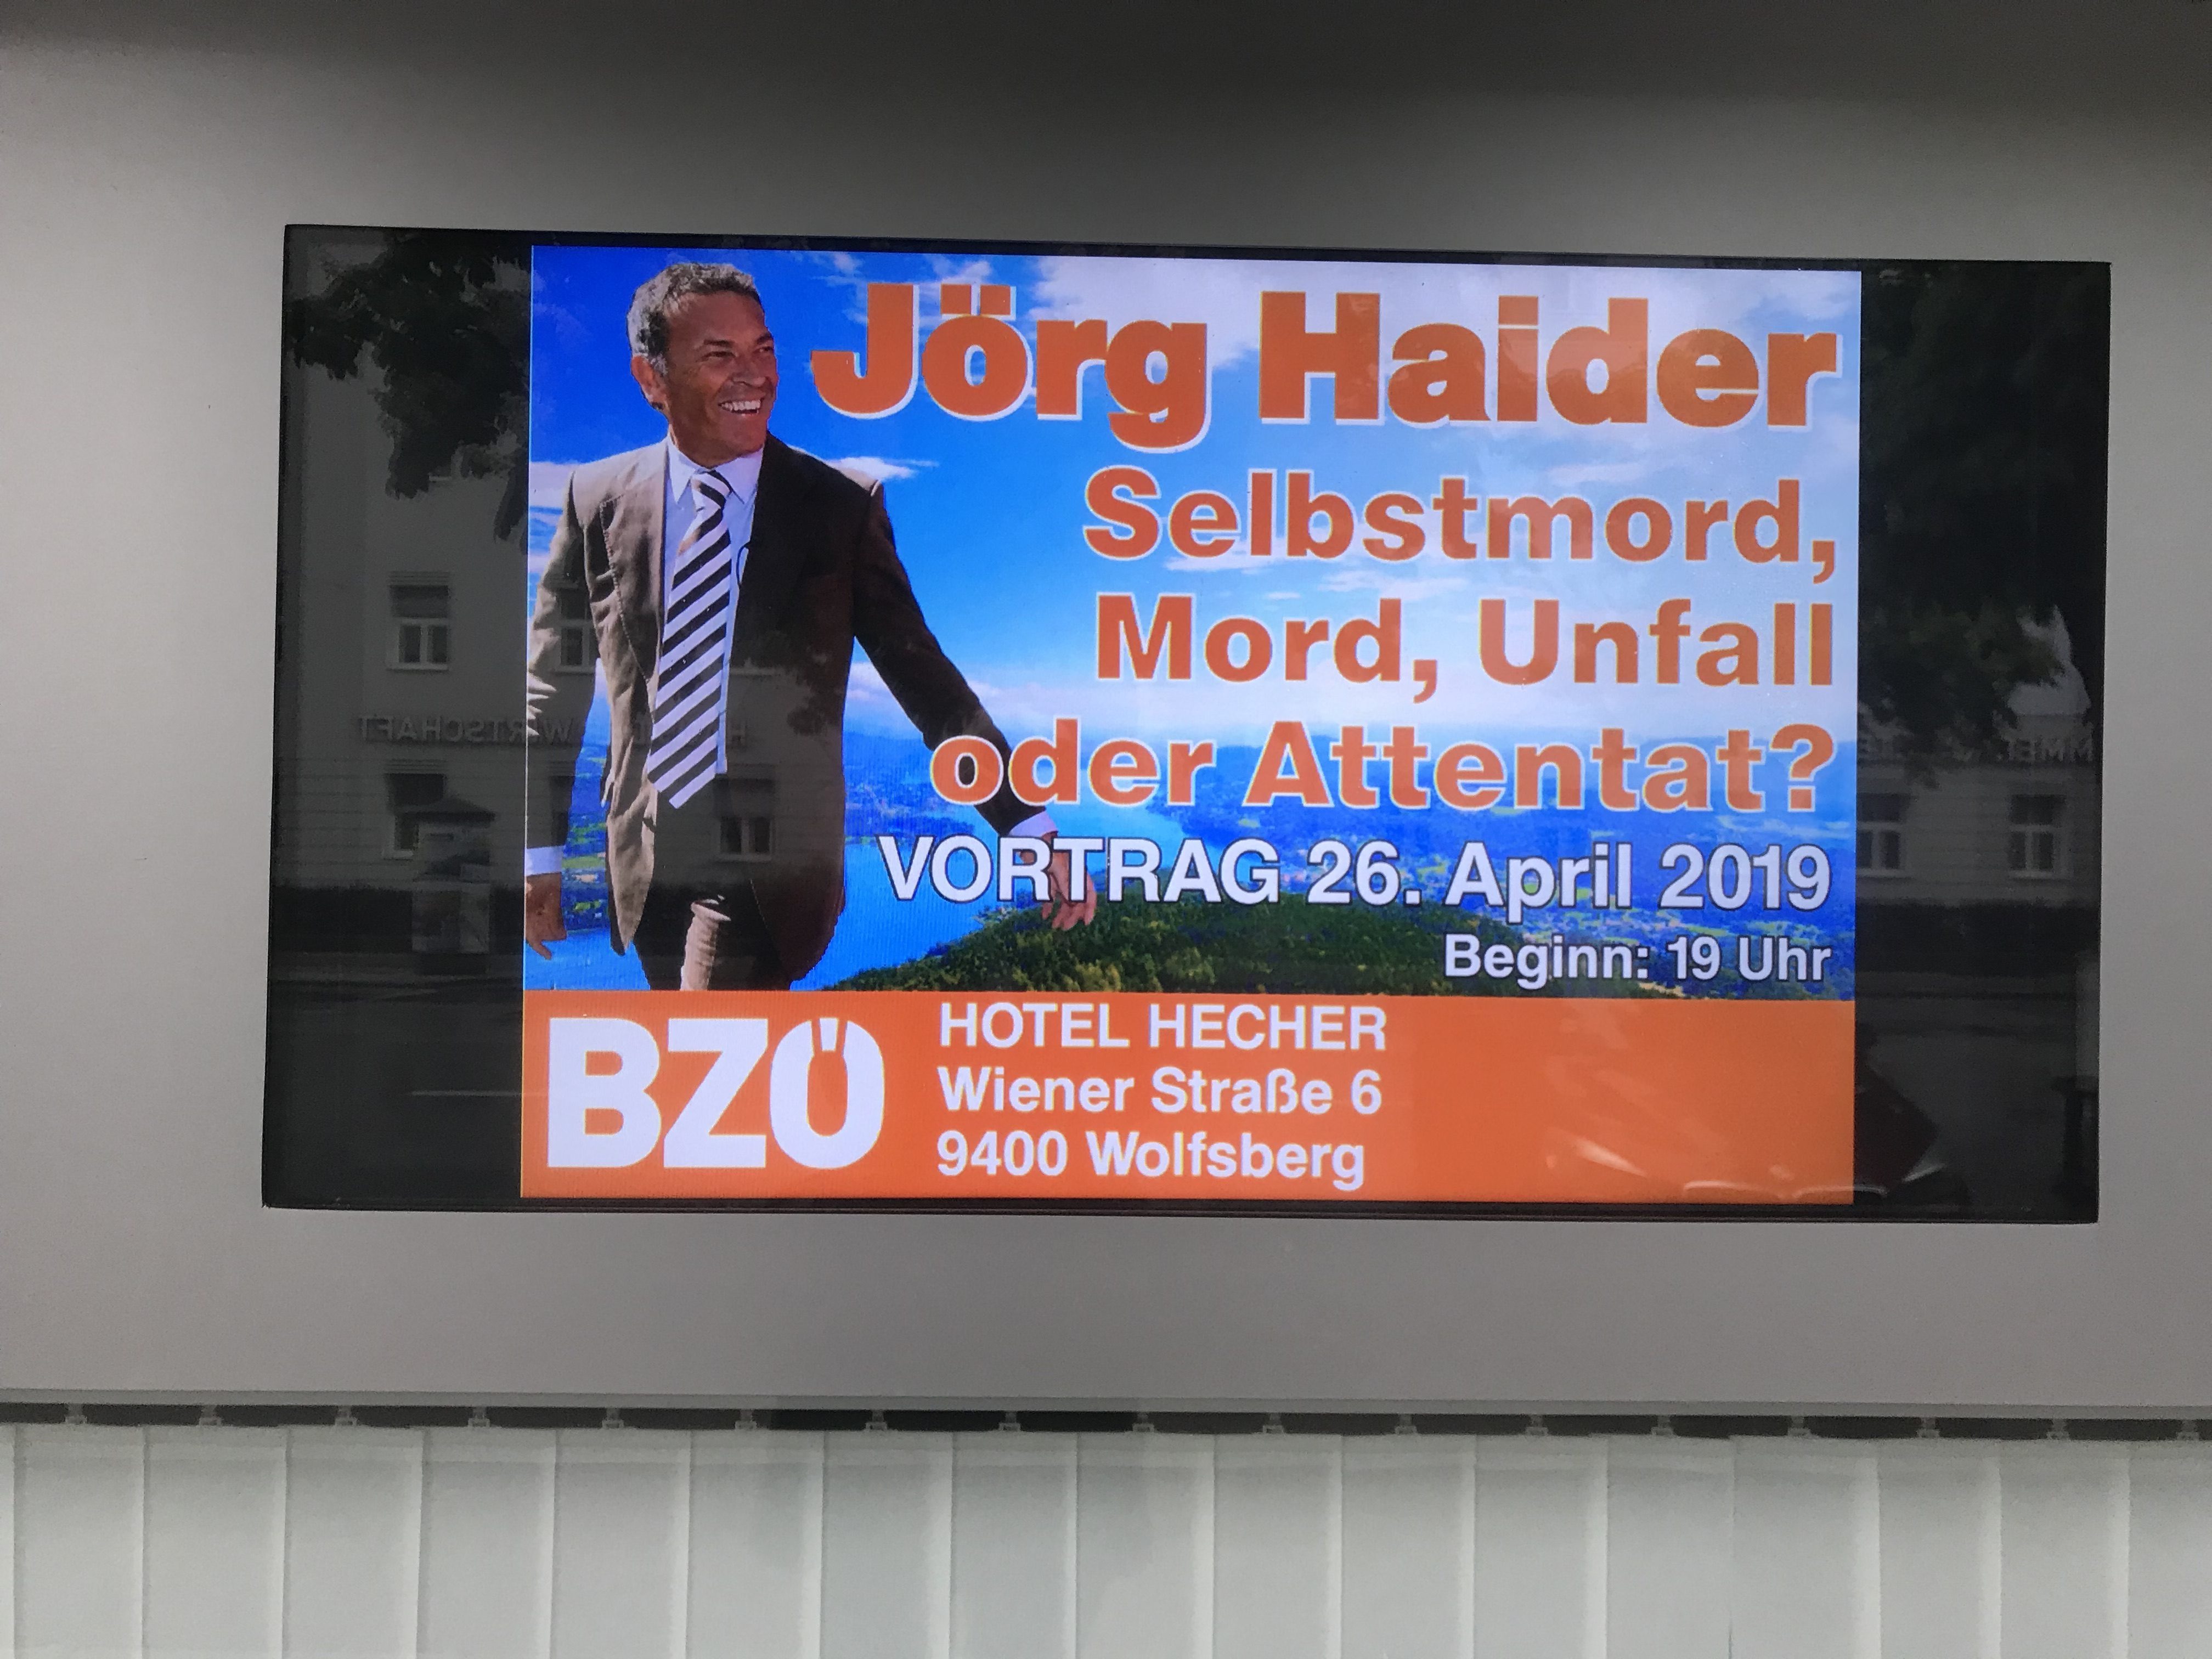 Jörg Haider
Selbstmord,
Mord, Unfall
oder Attentat?
VORTRAG 26. April 2019
Beginn: 19 Uhr
BZÖ
HOTEL HECHER
Wiener Straße 6
9400 Wolfsberg